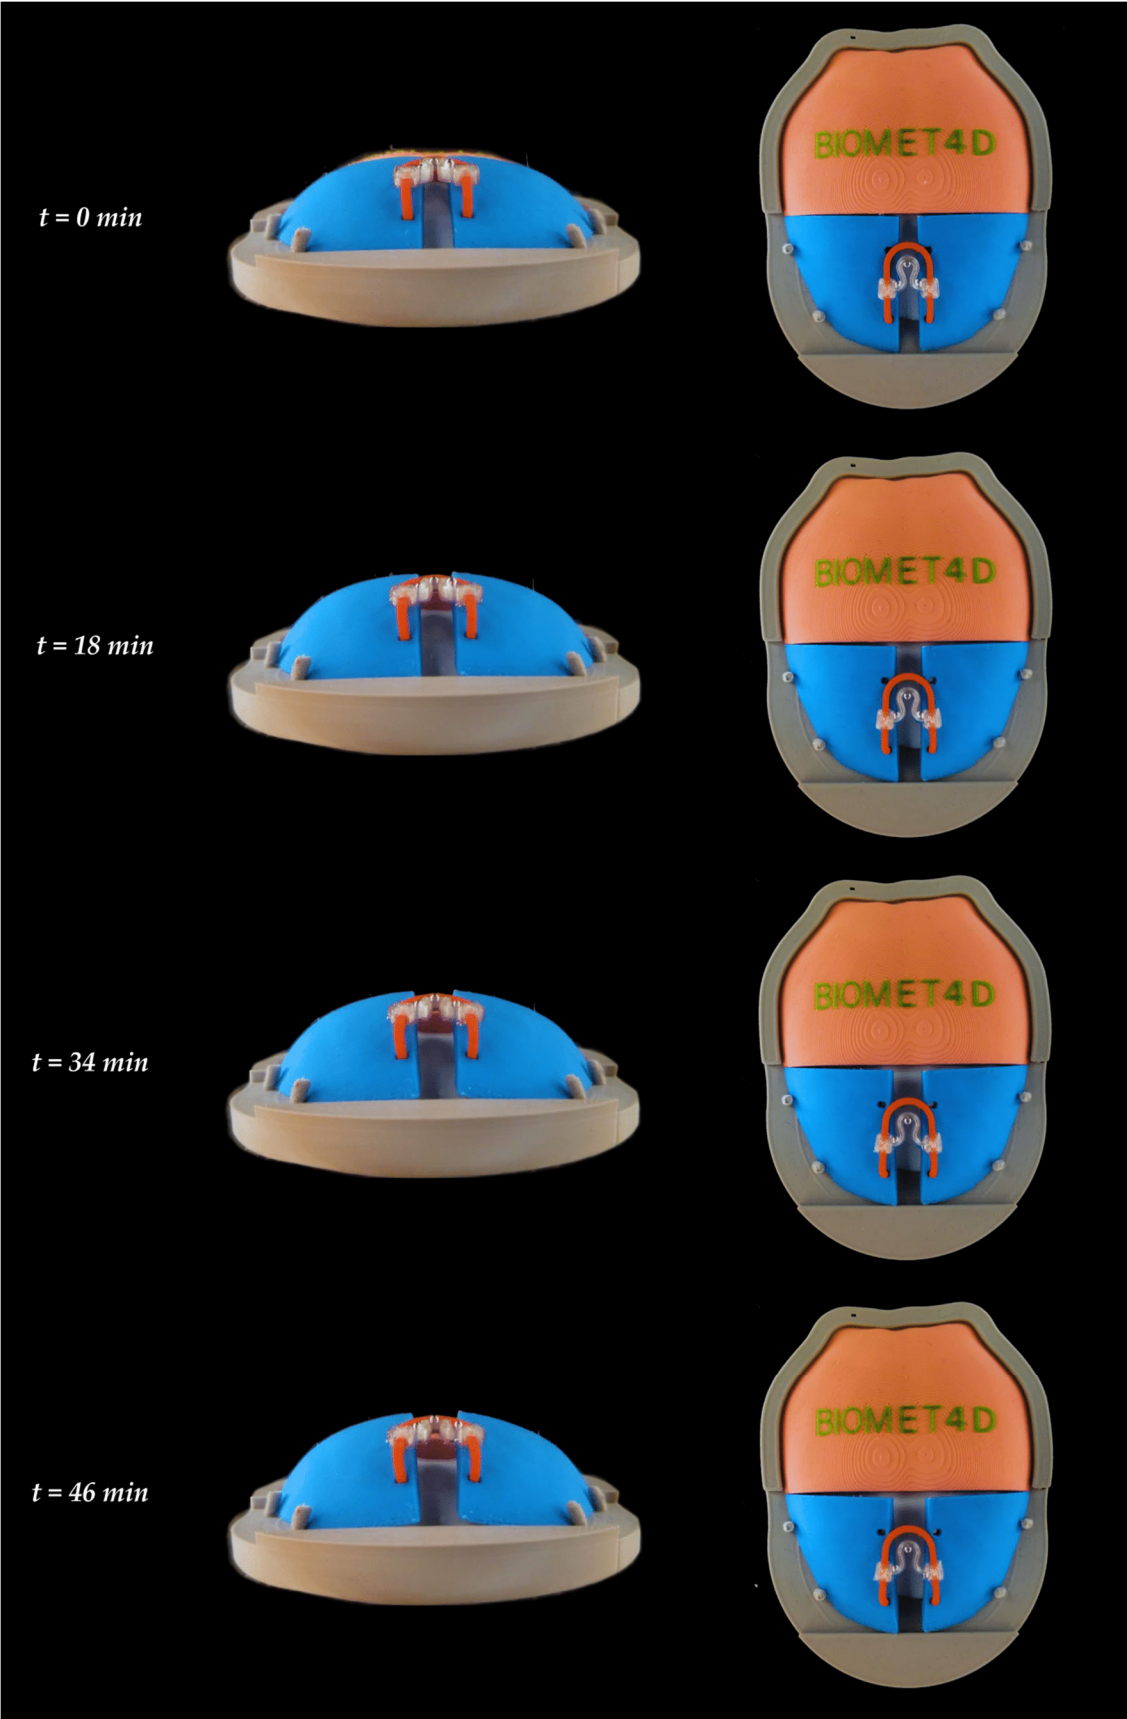 t = 0 min
BIOMET4D
t = 18 min
BIOMET4D
t = 34 min
BIOMET4D
t = 46 min
BIOMET4D